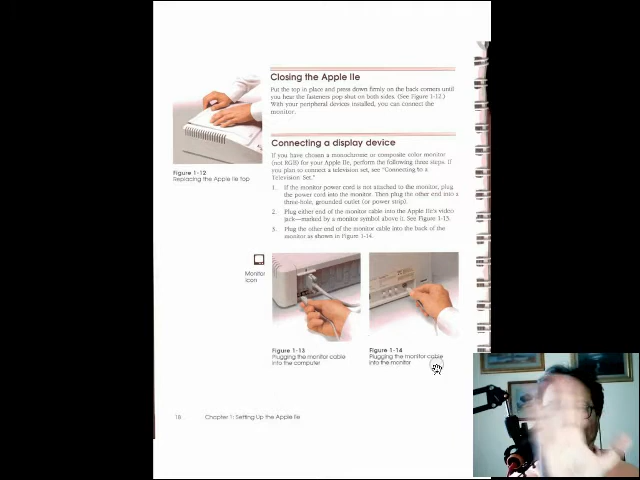 Closing the Apple IIe
Put the top in place and press down firmly on the back corners until
you hear the fasteners pop shut on both sides. (See Figure 1-12.)
With your peripheral devices installed, you can connect the
monitor.
Figure 1-12
Replacing the Apple IIe top
Connecting a display device
If you have chosen a monochrome or composite color monitor
(not RGB) for your Apple IIe, perform the following three steps. If
you plan to connect a television set, see "Connecting to a
Television Set."
1. If the monitor power cord is not attached to the monitor, plug
the power cord into the monitor. Then plug the other end into a
three-hole, grounded outlet (or power strip).
2. Plug either end of the monitor cable into the Apple IIe's video
jack—marked by a monitor symbol above it. See Figure 1-13.
3. Plug the other end of the monitor cable into the back of the
monitor as shown in Figure 1-14.
Monitor
icon
Figure 1-13
Plugging the monitor cable
into the computer
Figure 1-14
Plugging the monitor cable
into the monitor
18 Chapter 1: Setting Up the Apple IIe